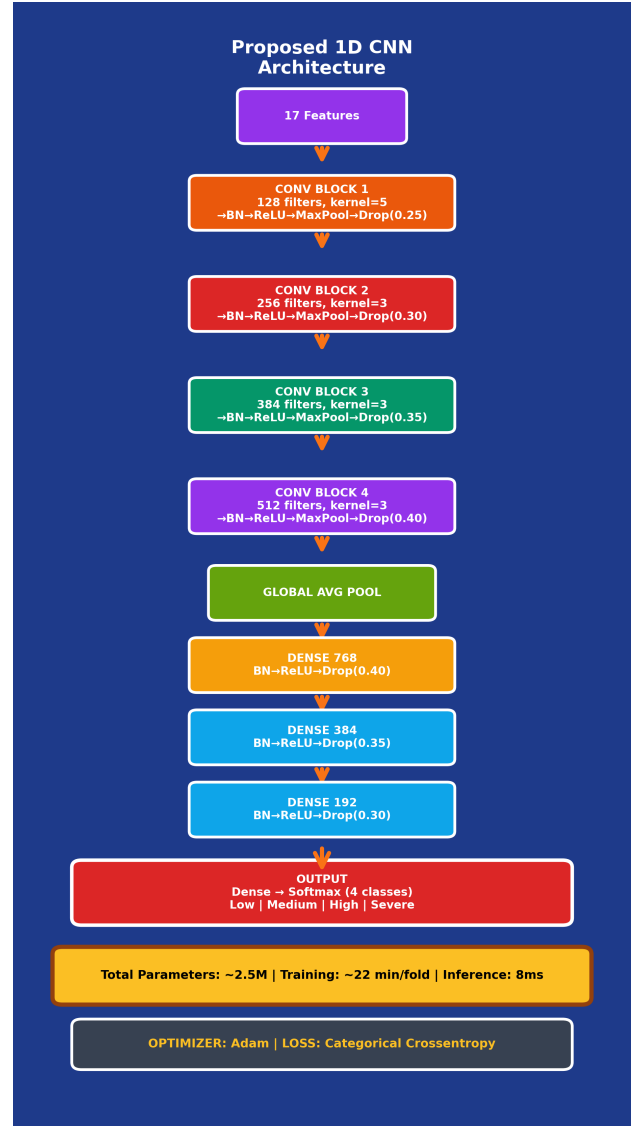 Proposed 1D CNN
Architecture
17 Features
CONV BLOCK 1
128 filters, kernel=5
→BN→ReLU→MaxPool→Drop(0.25)
CONV BLOCK 2
256 filters, kernel=3
→BN→ReLU→MaxPool→Drop(0.30)
CONV BLOCK 3
384 filters, kernel=3
→BN→ReLU→MaxPool→Drop(0.35)
CONV BLOCK 4
512 filters, kernel=3
→BN→ReLU→MaxPool→Drop(0.40)
GLOBAL AVG POOL
DENSE 768
BN→ReLU→Drop(0.40)
DENSE 384
BN→ReLU→Drop(0.35)
DENSE 192
BN→ReLU→Drop(0.30)
OUTPUT
Dense → Softmax (4 classes)
Low | Medium | High | Severe
Total Parameters: ~2.5M | Training: ~22 min/fold | Inference: 8ms
OPTIMIZER: Adam | LOSS: Categorical Crossentropy